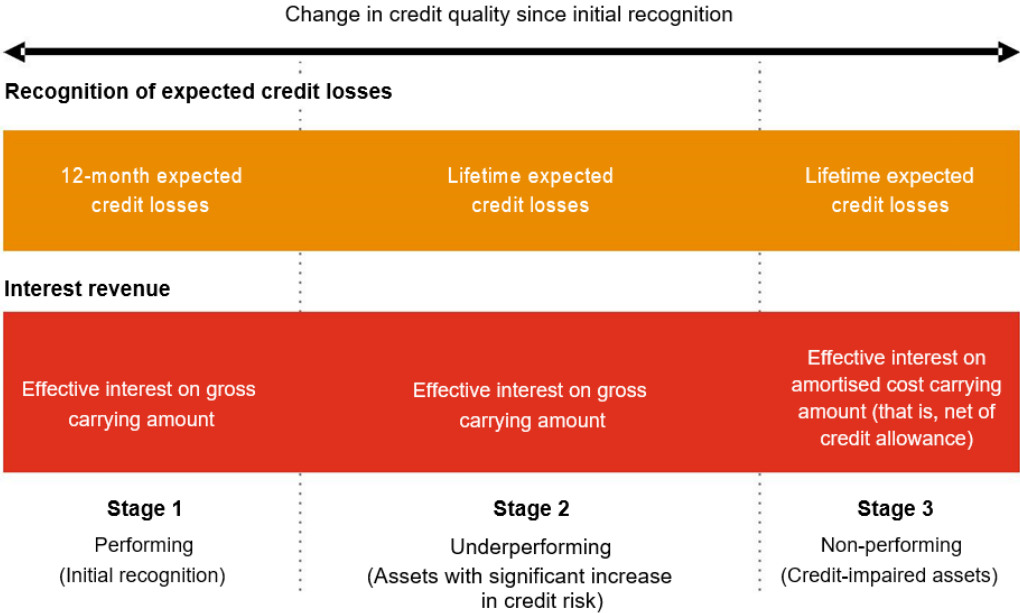 Change in credit quality since initial recognition
Recognition of expected credit losses
12-month expected
credit losses
Lifetime expected
credit losses
Lifetime expected
credit losses
Interest revenue
Effective interest on gross
carrying amount
Effective interest on gross
carrying amount
Effective interest on
amortised cost carrying
amount (that is, net of
credit allowance)
Stage 1
Performing
(Initial recognition)
Stage 2
Underperforming
(Assets with significant increase
in credit risk)
Stage 3
Non-performing
(Credit-impaired assets)